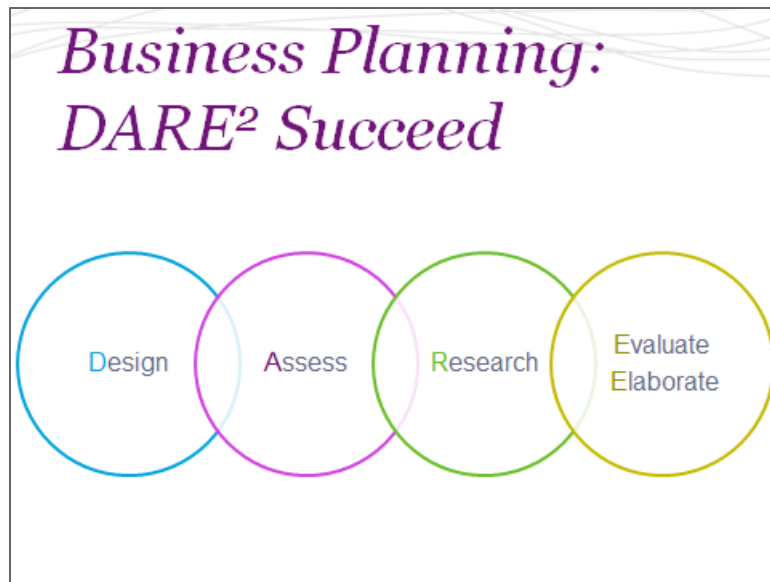 Business Planning:
DARE² Succeed
Design
Assess
Research
Evaluate
Elaborate